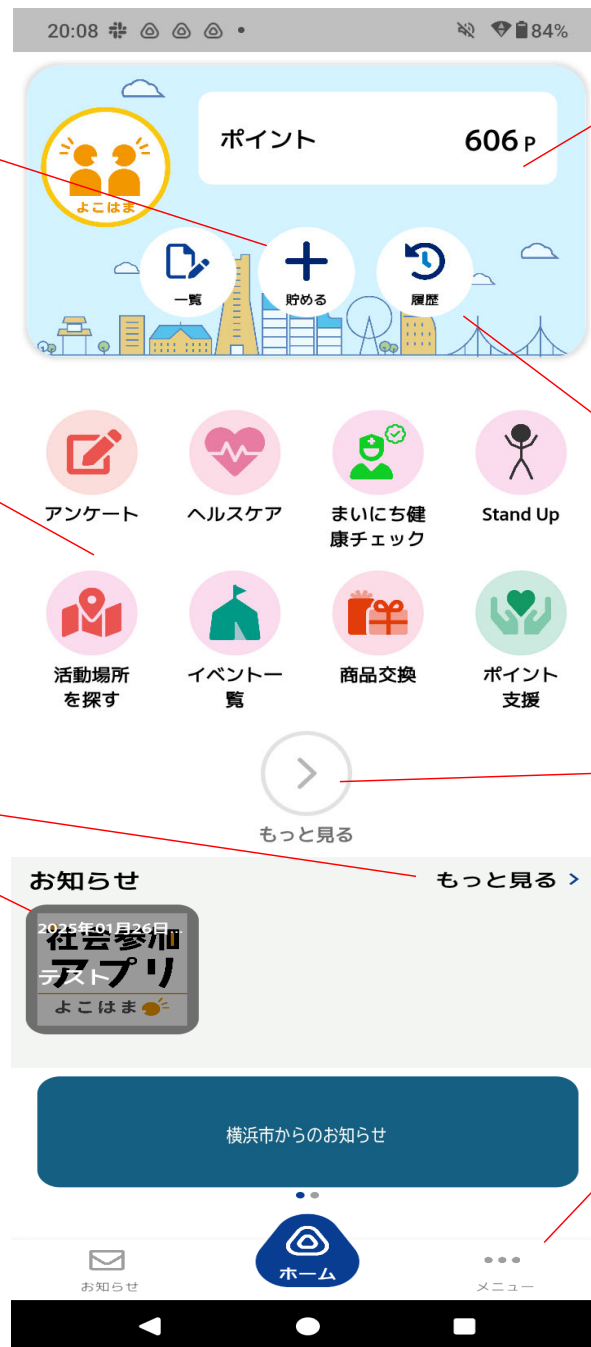 20:08
84%
ポイント 606 P
よこはま
一覧 貯める 履歴
アンケート ヘルスケア まいにち健 Stand Up
康チェック
活動場所 イベント一 商品交換 ポイント
を探す 覧 支援
もっと見る
お知らせ もっと見る
2025年01月26日...
社会参加
テスト
アプリ
よこはま
横浜市からのお知らせ
お知らせ ホーム メニュー